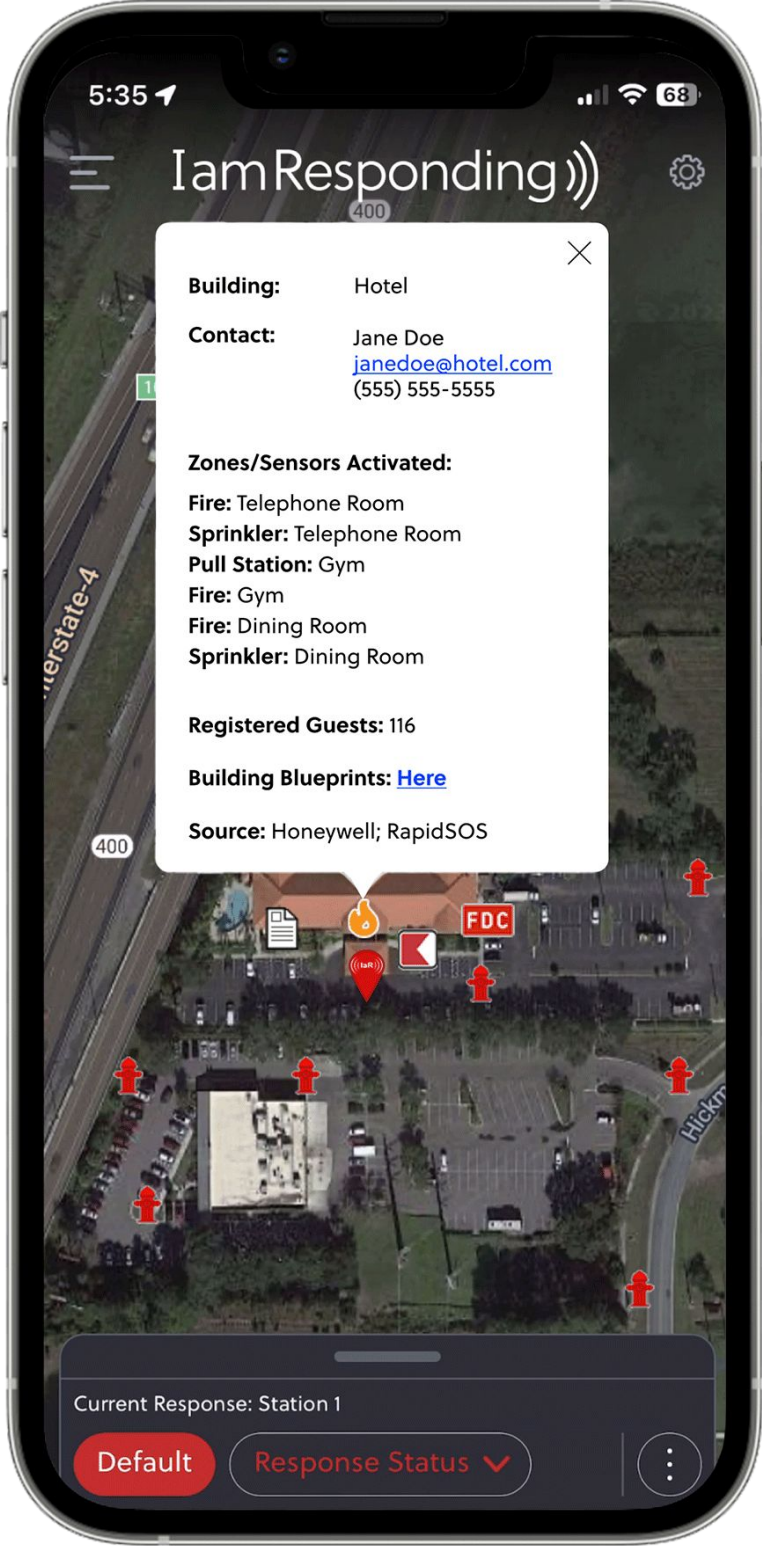 5:35
68
IamResponding
400
Building: Hotel
Contact: Jane Doe
janedoe@hotel.com
(555) 555-5555
Zones/Sensors Activated:
Fire: Telephone Room
Sprinkler: Telephone Room
Pull Station: Gym
Fire: Gym
Fire: Dining Room
Sprinkler: Dining Room
Registered Guests: 116
Building Blueprints: Here
Source: Honeywell; RapidSOS
400
FDC
(IaR)
Current Response: Station 1
Default
Response Status